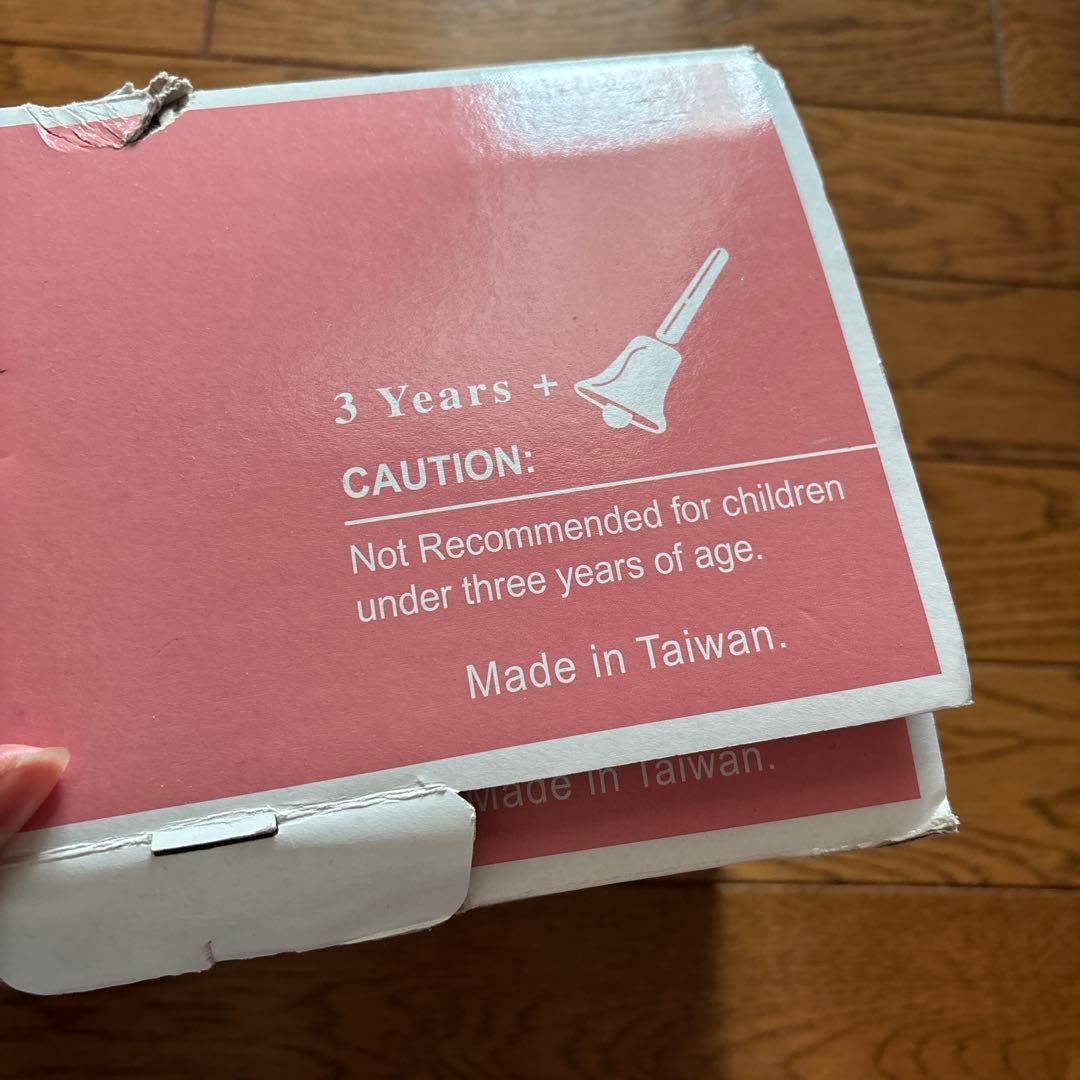 3 Years +
CAUTION:
Not Recommended for children
under three years of age.
Made in Taiwan.
Made in Taiwan.